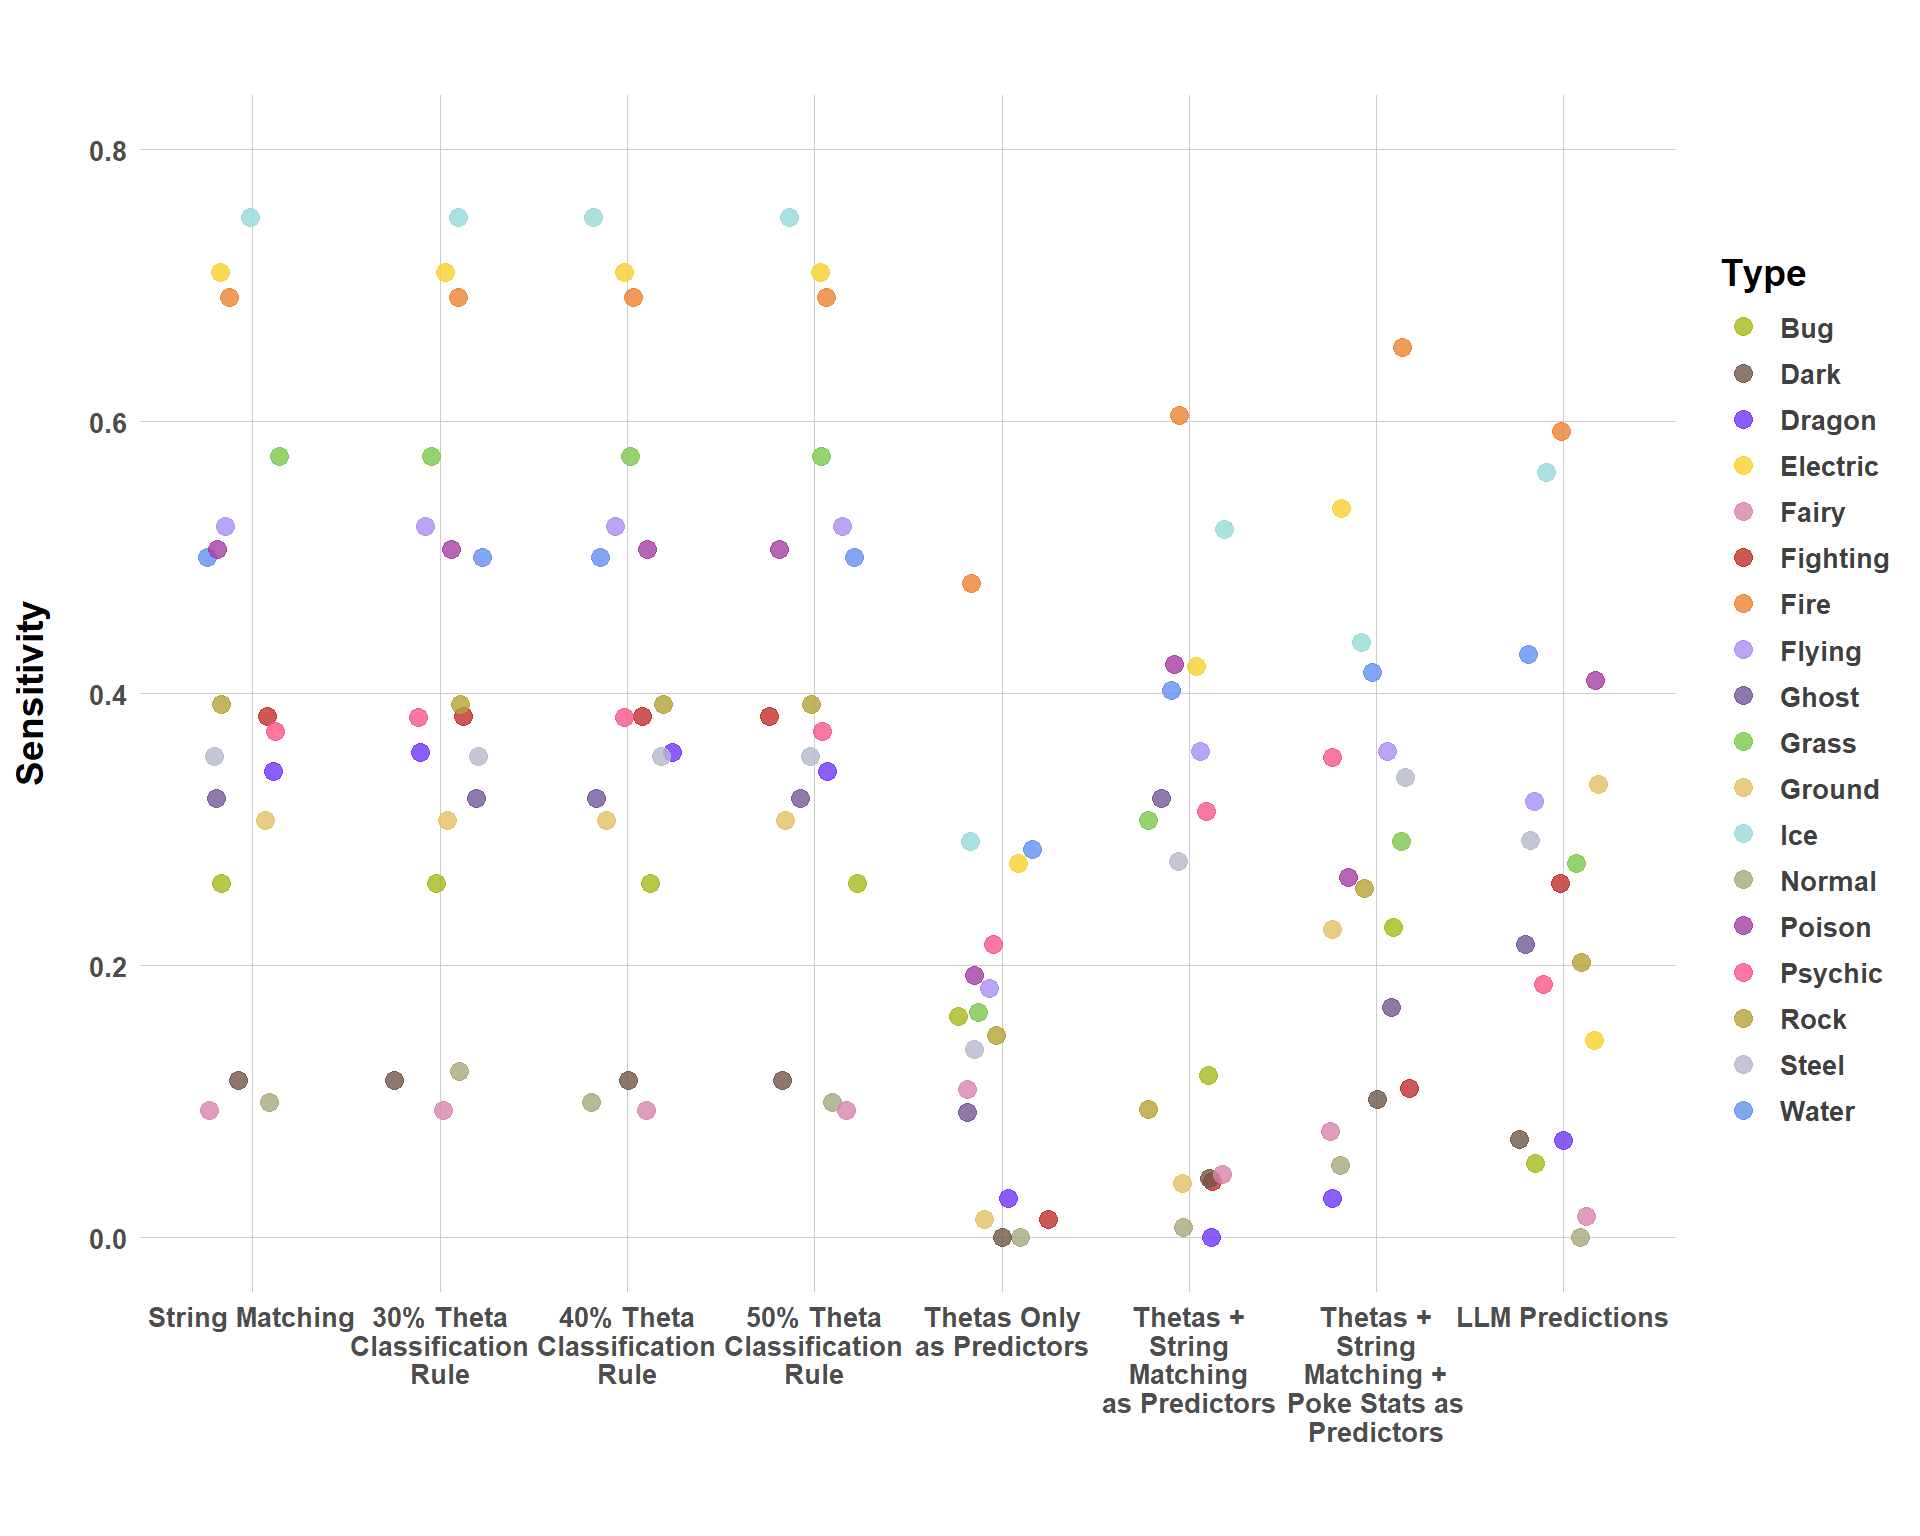 0.8
0.6
0.4
0.2
0.0
Sensitivity
String Matching
30% Theta
Classification
Rule
40% Theta
Classification
Rule
50% Theta
Classification
Rule
Thetas Only
as Predictors
Thetas +
String
Matching
as Predictors
Thetas +
String
Matching +
Poke Stats as
Predictors
LLM Predictions
Type
Bug
Dark
Dragon
Electric
Fairy
Fighting
Fire
Flying
Ghost
Grass
Ground
Ice
Normal
Poison
Psychic
Rock
Steel
Water